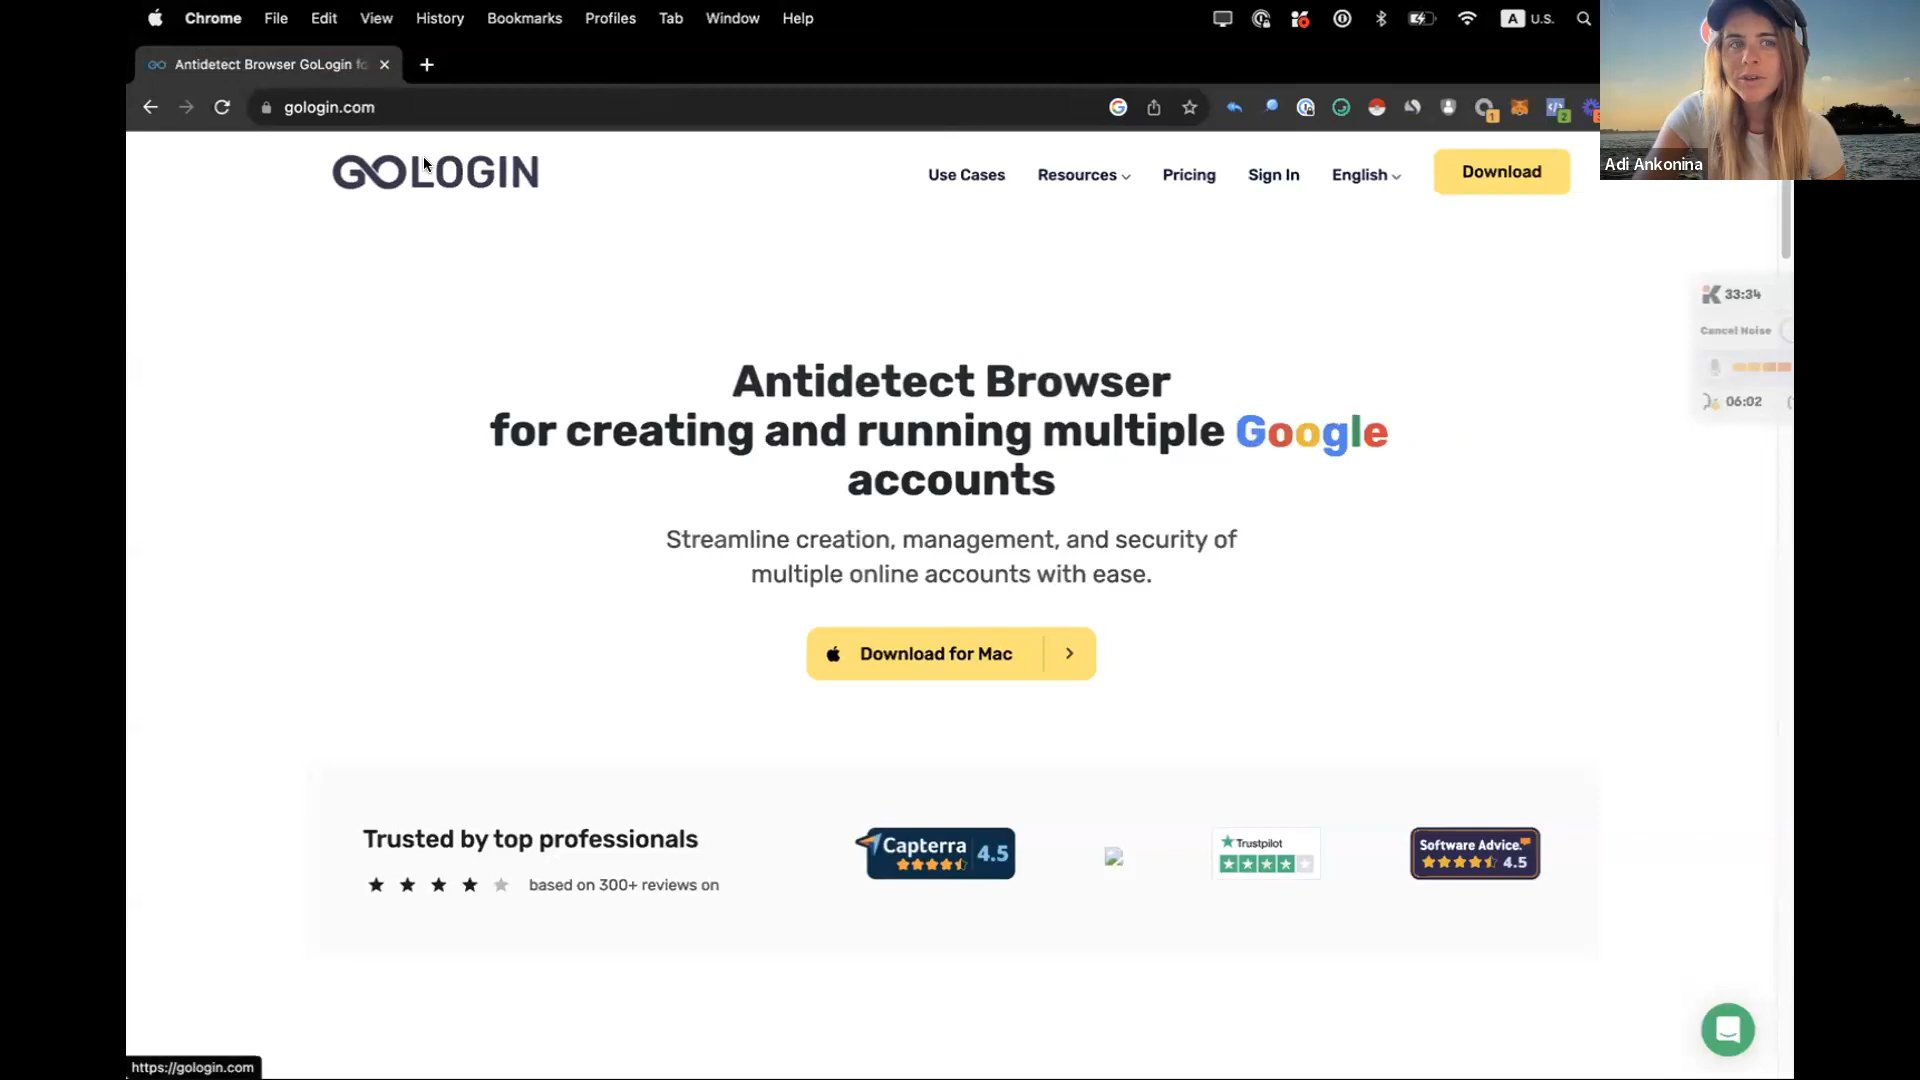 Chrome File Edit View History Bookmarks Profiles Tab Window Help
A U.S.
Antidetect Browser GoLogin fo
gologin.com
1
2
Adi Ankonina
GOLOGIN
Use Cases Resources Pricing Sign In English Download
33:34
Cancel Noise
06:02
Antidetect Browser
for creating and running multiple Google
accounts
Streamline creation, management, and security of
multiple online accounts with ease.
Download for Mac
Trusted by top professionals
based on 300+ reviews on
Capterra 4.5
Trustpilot
Software Advice. 4.5
https://gologin.com